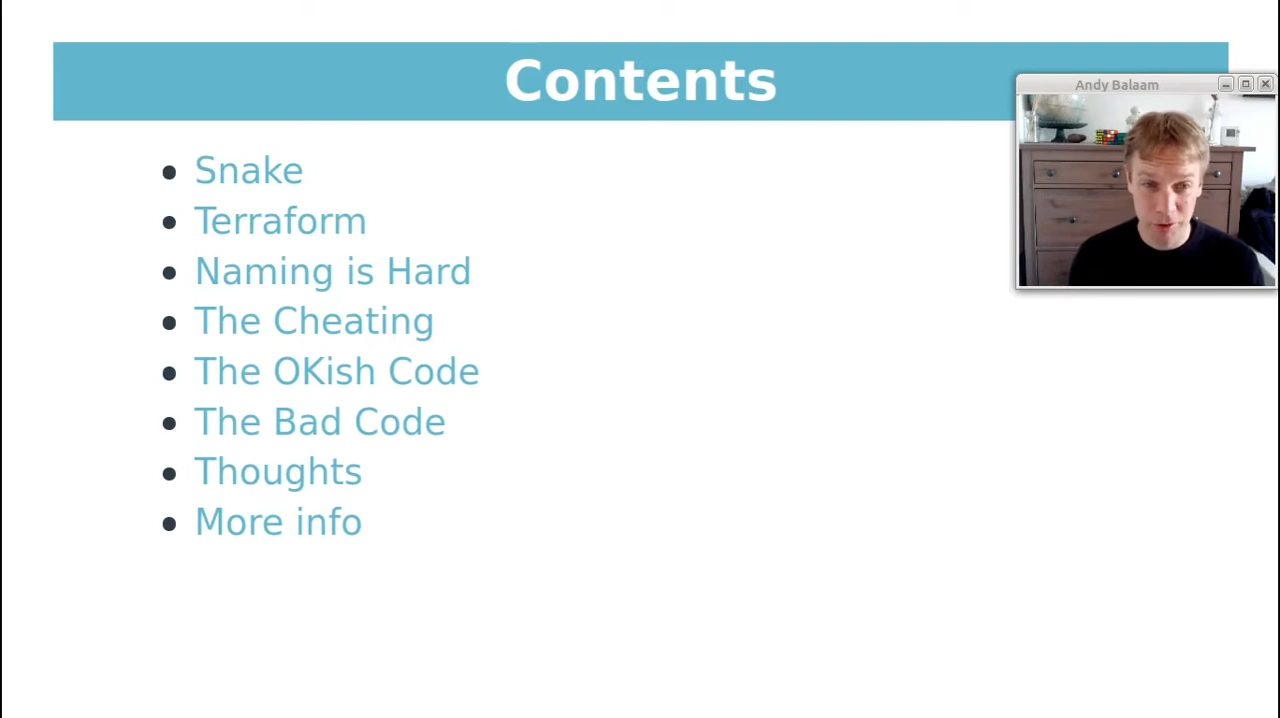 Contents
Andy Balaam
Snake
Terraform
Naming is Hard
The Cheating
The OKish Code
The Bad Code
Thoughts
More info